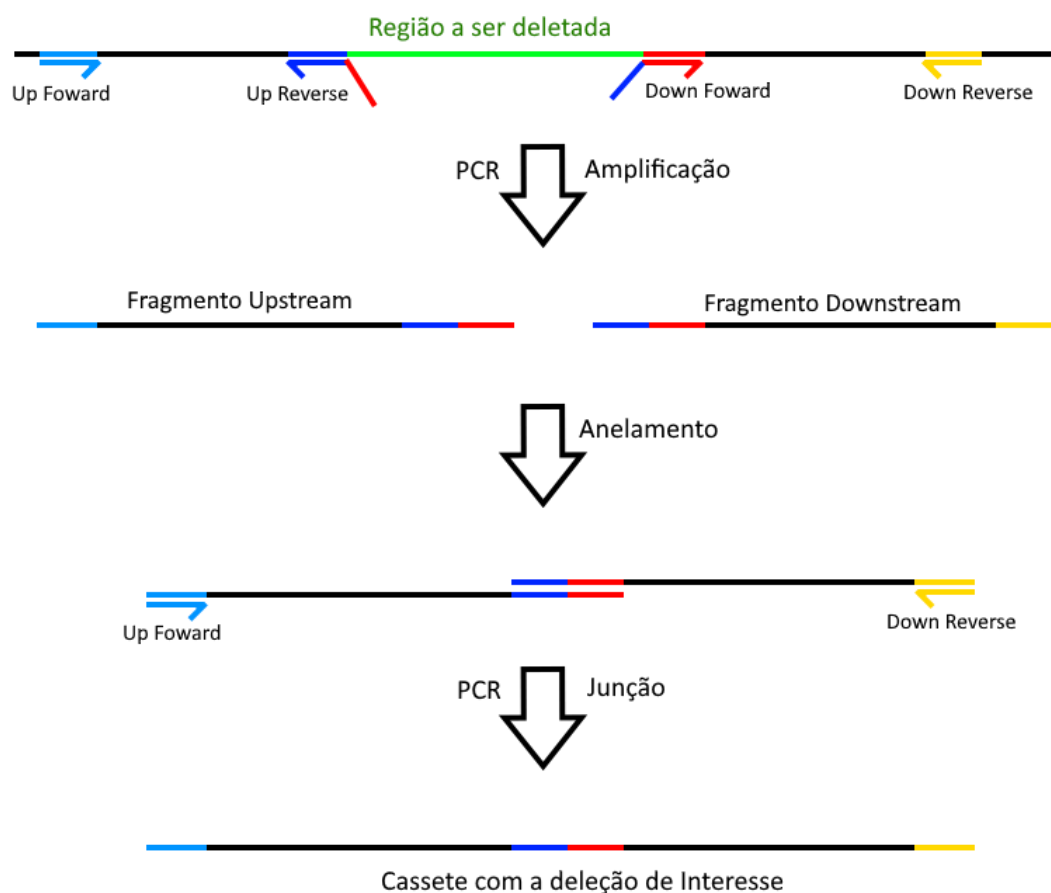 Região a ser deletada
Up Foward
Up Reverse
Down Foward
Down Reverse
PCR
Amplificação
Fragmento Upstream
Fragmento Downstream
Anelamento
Up Foward
Down Reverse
PCR
Junção
Cassete com a deleção de Interesse